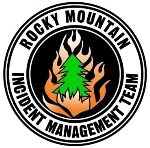 ROCKY MOUNTAIN
INCIDENT MANAGEMENT TEAM